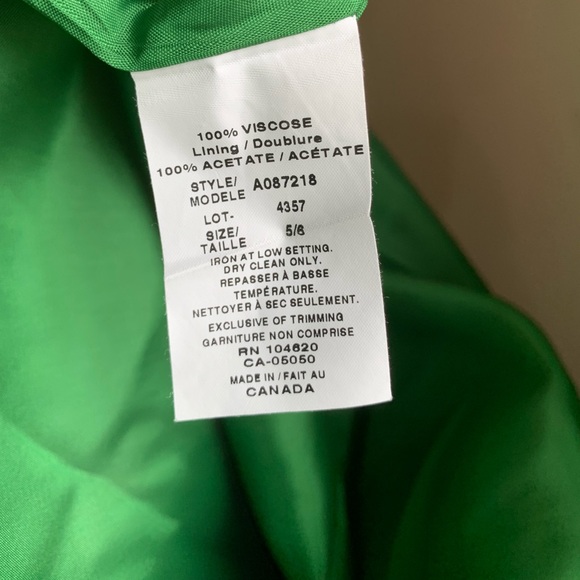 100% VISCOSE
Lining / Doublure
100% ACETATE / ACÉTATE
STYLE/ MODELE A087218
LOT- 4357
SIZE/ TAILLE 5/6
IRON AT LOW SETTING.
DRY CLEAN ONLY.
REPASSER À BASSE
TEMPÉRATURE.
NETTOYER À SEC SEULEMENT.
EXCLUSIVE OF TRIMMING
GARNITURE NON COMPRISE
RN 104620
CA-05050
MADE IN / FAIT AU
CANADA